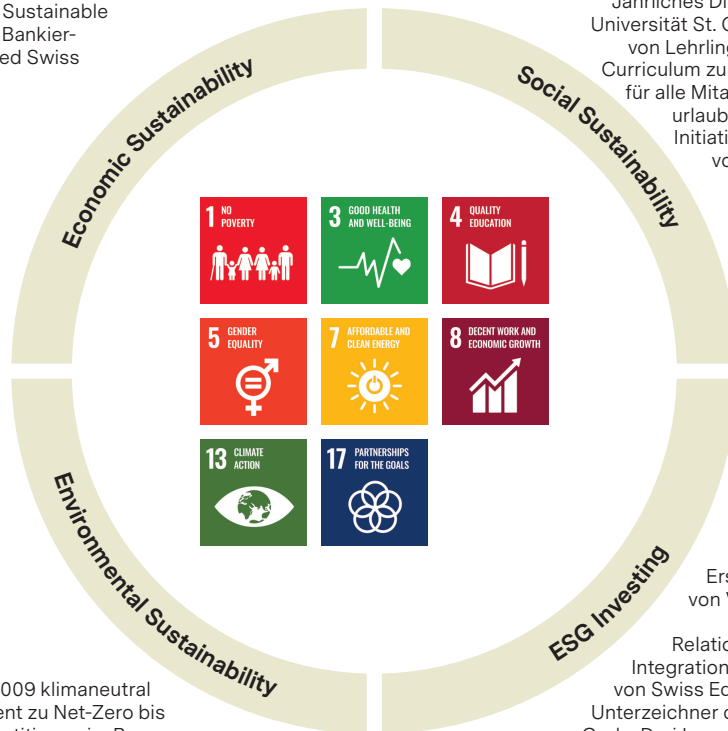 Sustainable
Bankier-
ed Swiss
Economic Sustainability
Jährliches Di
Universität St. G
von Lehrling
Curriculum zu
für alle Mita
urlaub
Initiati
vo
Social Sustainability
1 NO
POVERTY
3 GOOD HEALTH
AND WELL-BEING
4 QUALITY
EDUCATION
5 GENDER
EQUALITY
7 AFFORDABLE AND
CLEAN ENERGY
8 DECENT WORK AND
ECONOMIC GROWTH
13 CLIMATE
ACTION
17 PARTNERSHIPS
FOR THE GOALS
Environmental Sustainability
009 klimaneutral
ent zu Net-Zero bis
ESG Investing
Ers
von V
Relatio
Integration
von Swiss Ec
Unterzeichner d